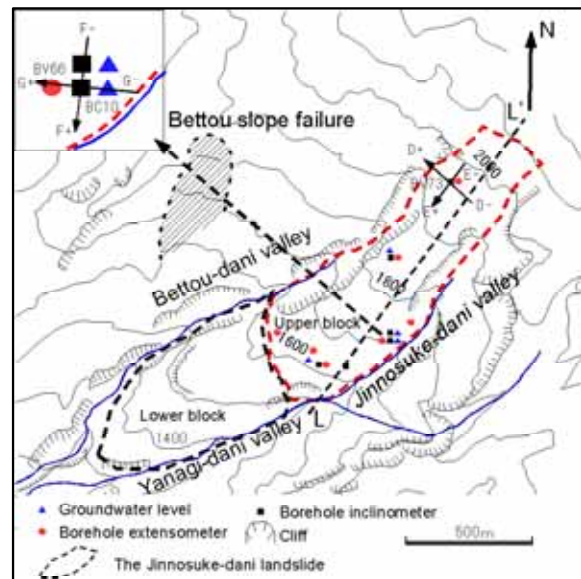 F-
BV66
G+
G-
BC10
F+
N
Bettou slope failure
L'
D+
2000
E-
BV73
E+
D-
Bettou-dani valley
1800
Upper block
1600
Jinnosuke-dani valley
Lower block
L
1400
Yanagi-dani valley
Groundwater level
Borehole inclinometer
Borehole extensometer
Cliff
500m
The Jinnosuke-dani landslide